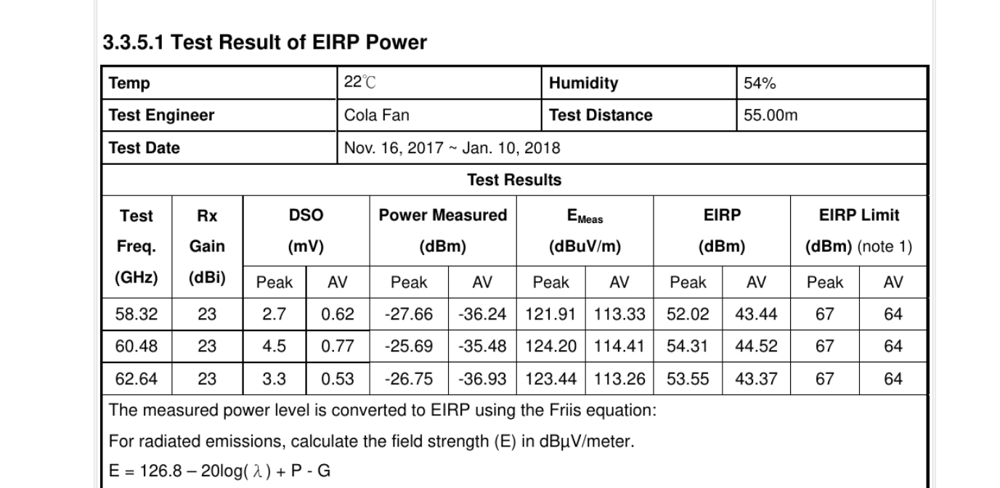 3.3.5.1 Test Result of EIRP Power
Temp 22℃ Humidity 54%
Test Engineer Cola Fan Test Distance 55.00m
Test Date Nov. 16, 2017 ~ Jan. 10, 2018
Test Results
Test Rx DSO Power Measured EMeas EIRP EIRP Limit
Freq. Gain (mV) (dBm) (dBuV/m) (dBm) (dBm) (note 1)
(GHz) (dBi) Peak AV Peak AV Peak AV Peak AV Peak AV
58.32 23 2.7 0.62 -27.66 -36.24 121.91 113.33 52.02 43.44 67 64
60.48 23 4.5 0.77 -25.69 -35.48 124.20 114.41 54.31 44.52 67 64
62.64 23 3.3 0.53 -26.75 -36.93 123.44 113.26 53.55 43.37 67 64
The measured power level is converted to EIRP using the Friis equation:
For radiated emissions, calculate the field strength (E) in dBμV/meter.
E = 126.8 – 20log( λ ) + P - G